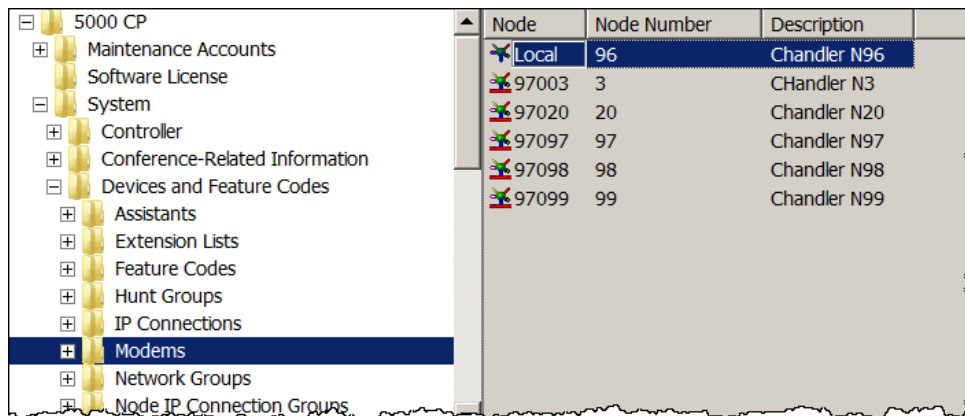 5000 CP
Maintenance Accounts
Software License
System
Controller
Conference-Related Information
Devices and Feature Codes
Assistants
Extension Lists
Feature Codes
Hunt Groups
IP Connections
Modems
Network Groups
Node IP Connection Groups
Node Node Number Description
Local 96 Chandler N96
97003 3 CHandler N3
97020 20 Chandler N20
97097 97 Chandler N97
97098 98 Chandler N98
97099 99 Chandler N99